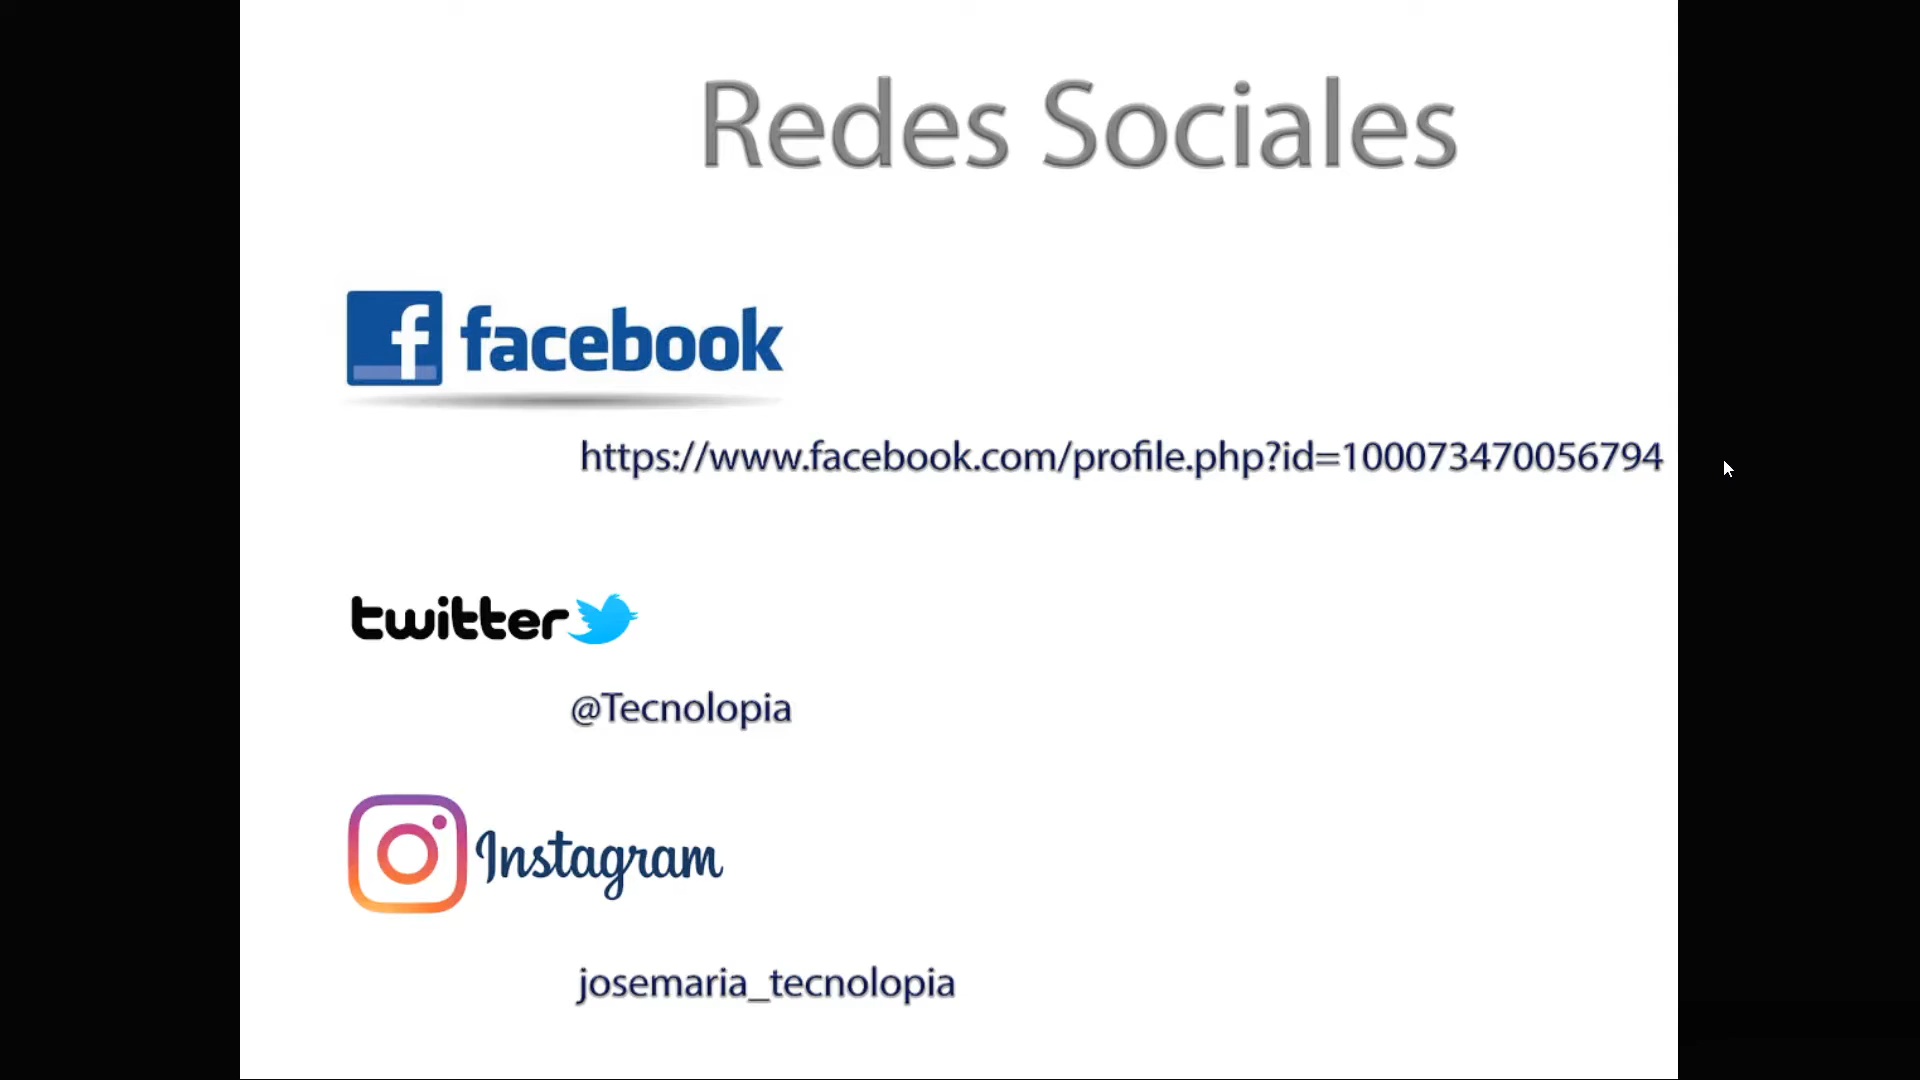 Redes Sociales
facebook
https://www.facebook.com/profile.php?id=100073470056794
twitter
@Tecnolopia
Instagram
josemaria_tecnolopia